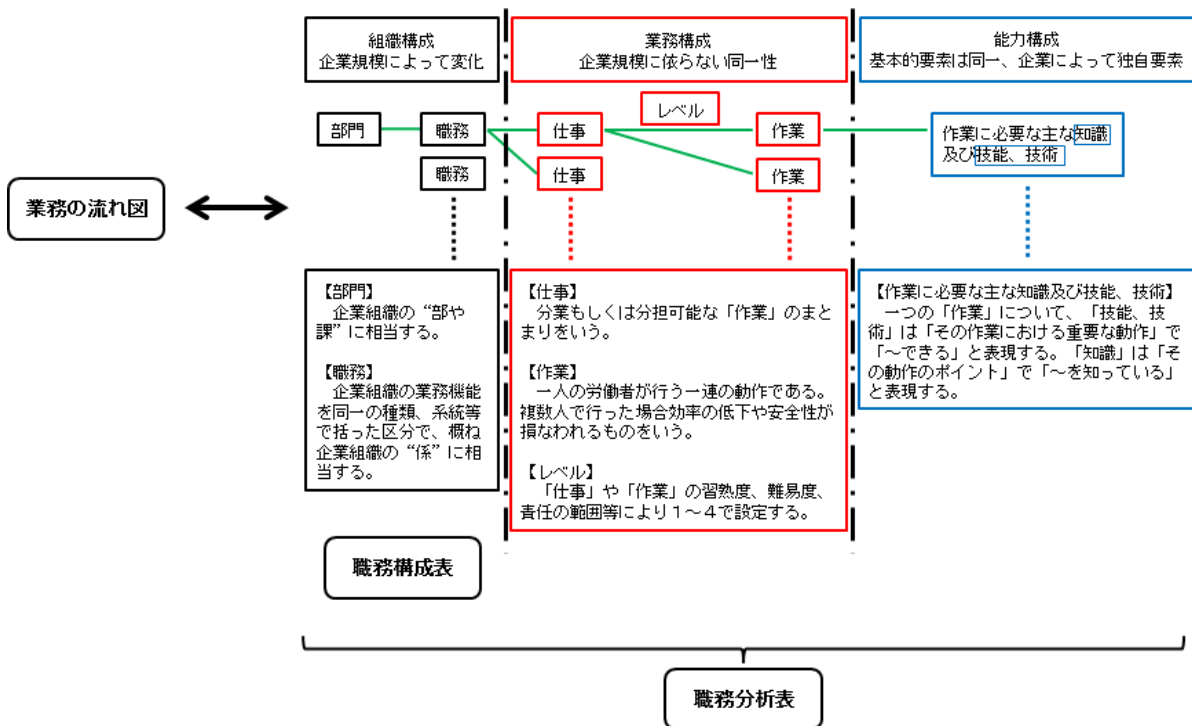 組織構成
企業規模によって変化
業務構成
企業規模に依らない同一性
能力構成
基本的要素は同一、企業によって独自要素
レベル
部門
職務
仕事
作業
作業に必要な主な知識
及び技能、技術
職務
仕事
作業
業務の流れ図
【部門】
企業組織の“部や
課”に相当する。
【職務】
企業組織の業務機能
を同一の種類、系統等
で括った区分で、概ね
企業組織の“係”に相
当する。
【仕事】
分業もしくは分担可能な「作業」のまと
まりをいう。
【作業】
一人の労働者が行う一連の動作である。
複数人で行った場合効率の低下や安全性が
損なわれるものをいう。
【レベル】
「仕事」や「作業」の習熟度、難易度、
責任の範囲等により１～４で設定する。
【作業に必要な主な知識及び技能、技術】
一つの「作業」について、「技能、技
術」は「その作業における重要な動作」で
「～できる」と表現する。「知識」は「そ
の動作のポイント」で「～を知っている」
と表現する。
職務構成表
職務分析表